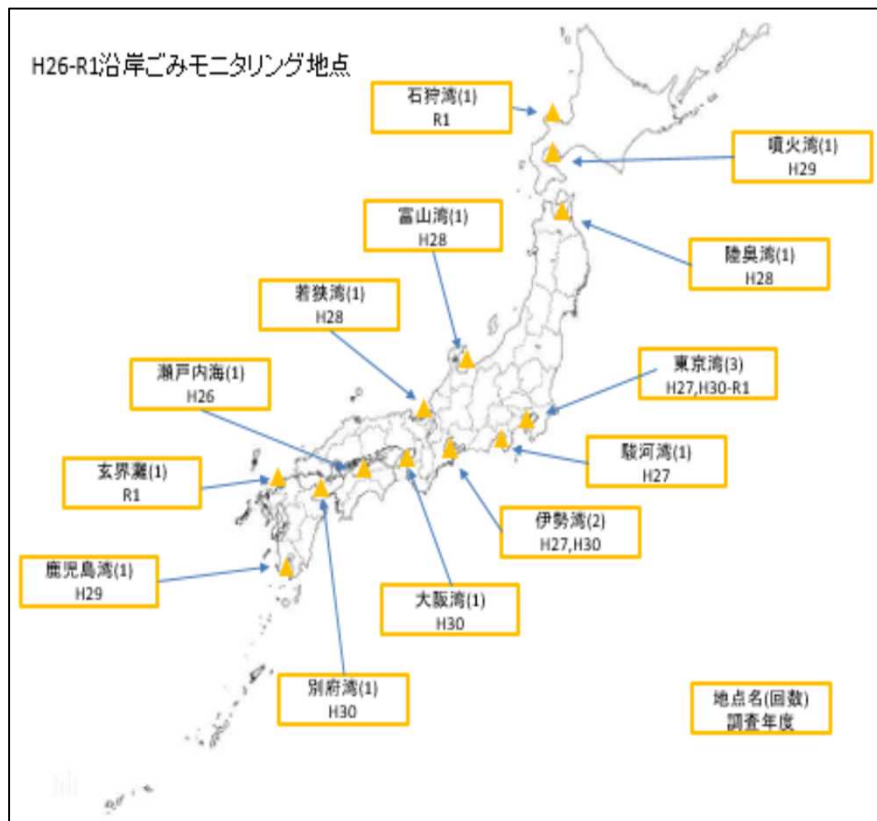 H26-R1沿岸ごみモニタリング地点
石狩湾(1)
R1
噴火湾(1)
H29
富山湾(1)
H28
陸奥湾(1)
H28
若狭湾(1)
H28
瀬戸内海(1)
H26
東京湾(3)
H27,H30-R1
玄界灘(1)
R1
駿河湾(1)
H27
伊勢湾(2)
H27,H30
鹿児島湾(1)
H29
大阪湾(1)
H30
別府湾(1)
H30
地点名(回数)
調査年度